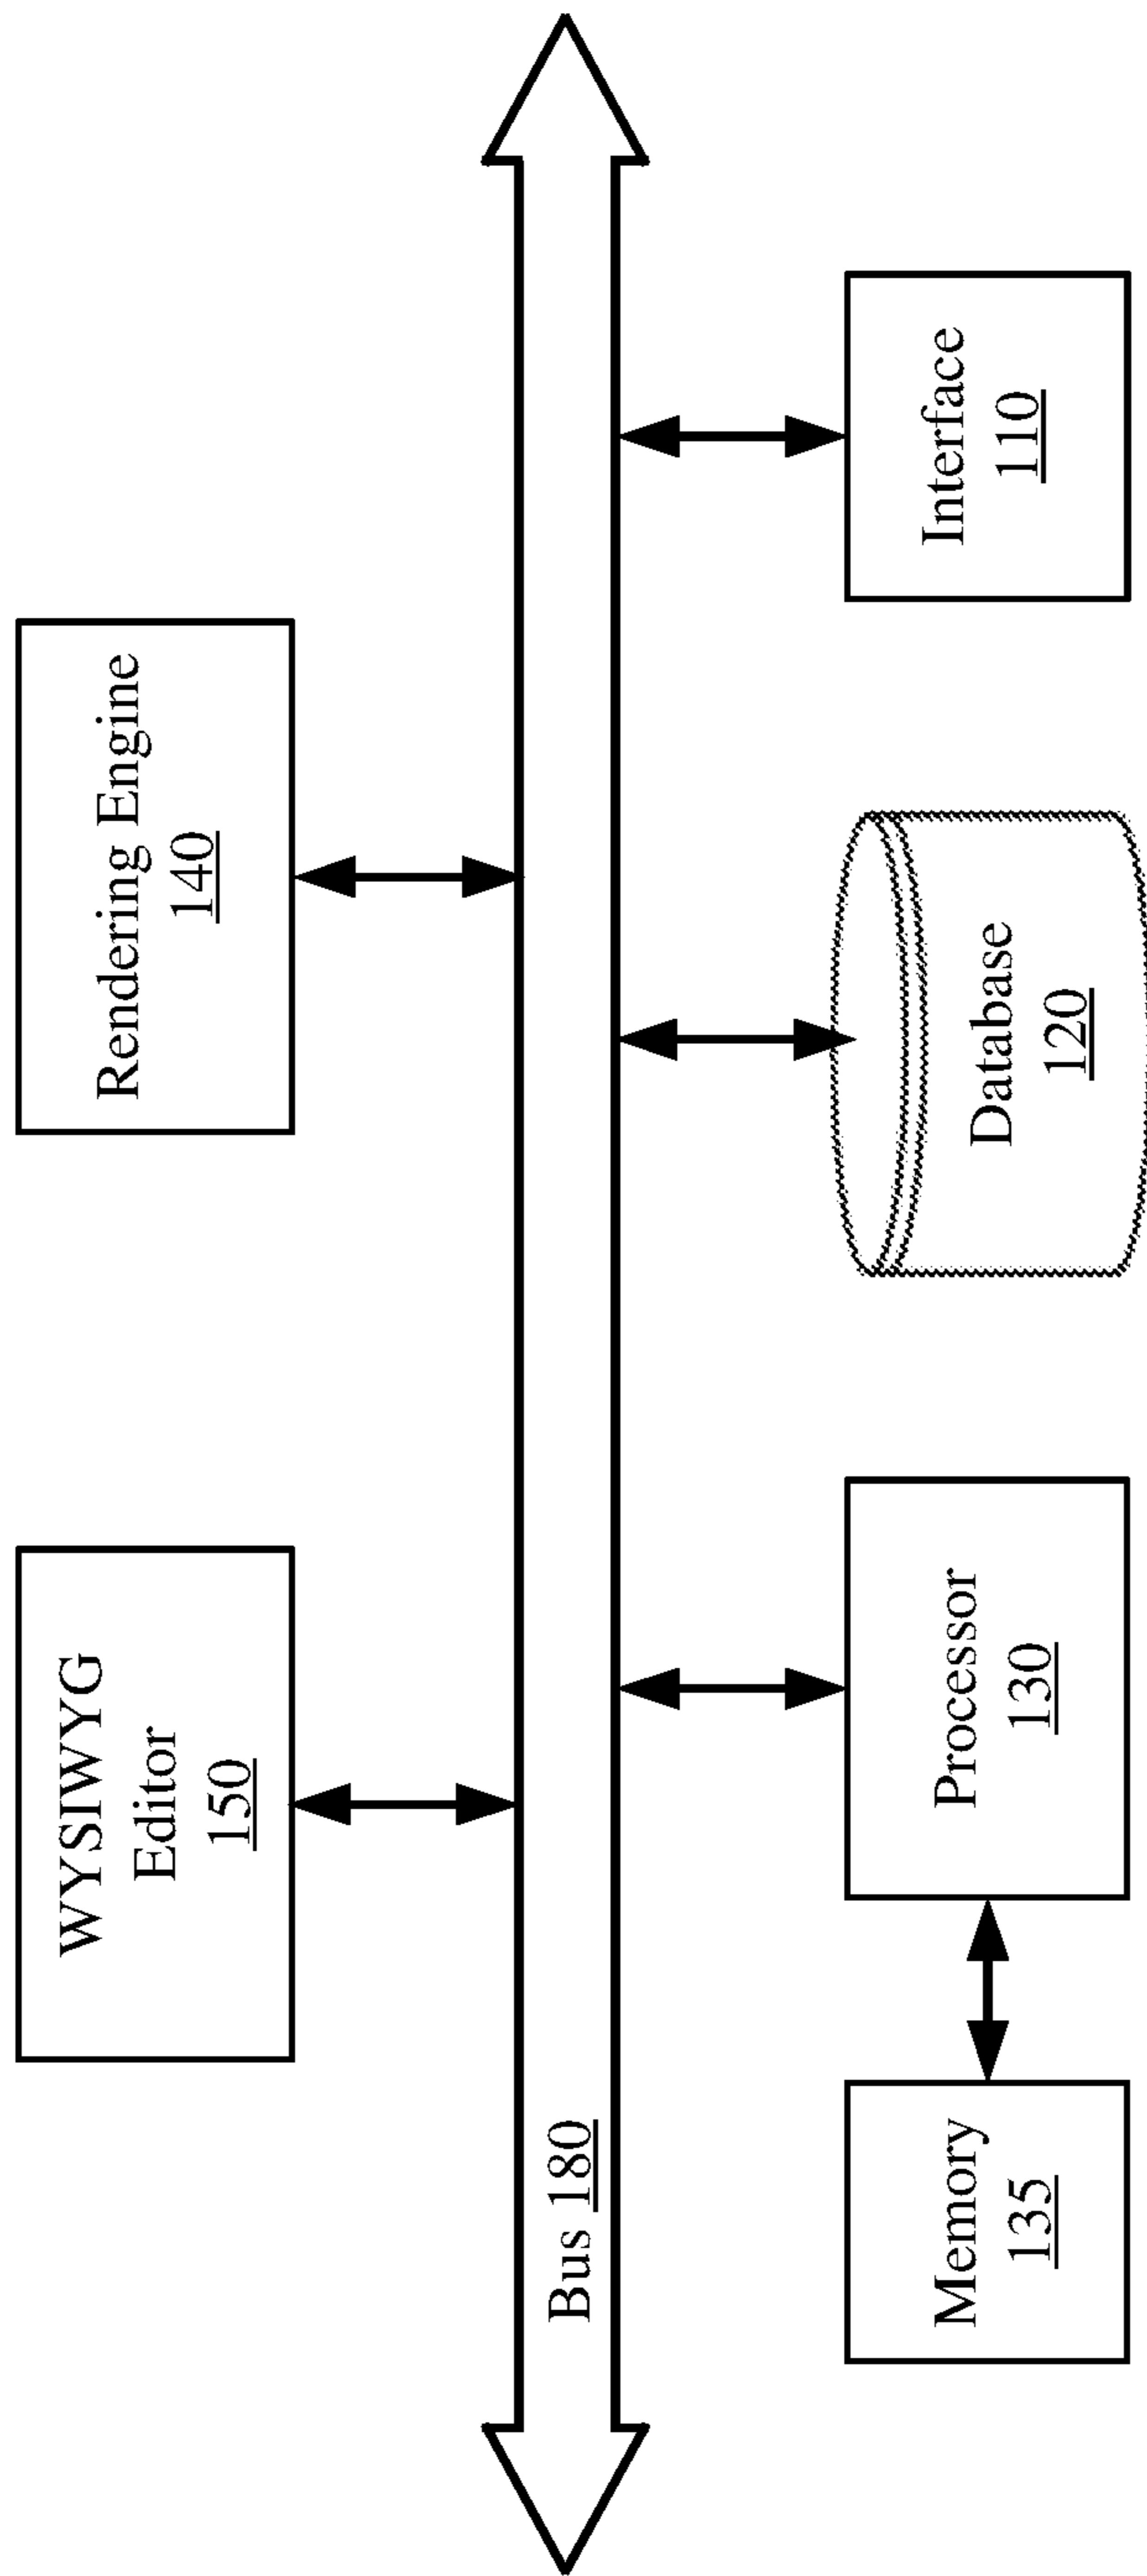 WYSIWYG
Editor
150
Rendering Engine
140
Bus 180
Memory
135
Processor
130
Database
120
Interface
110